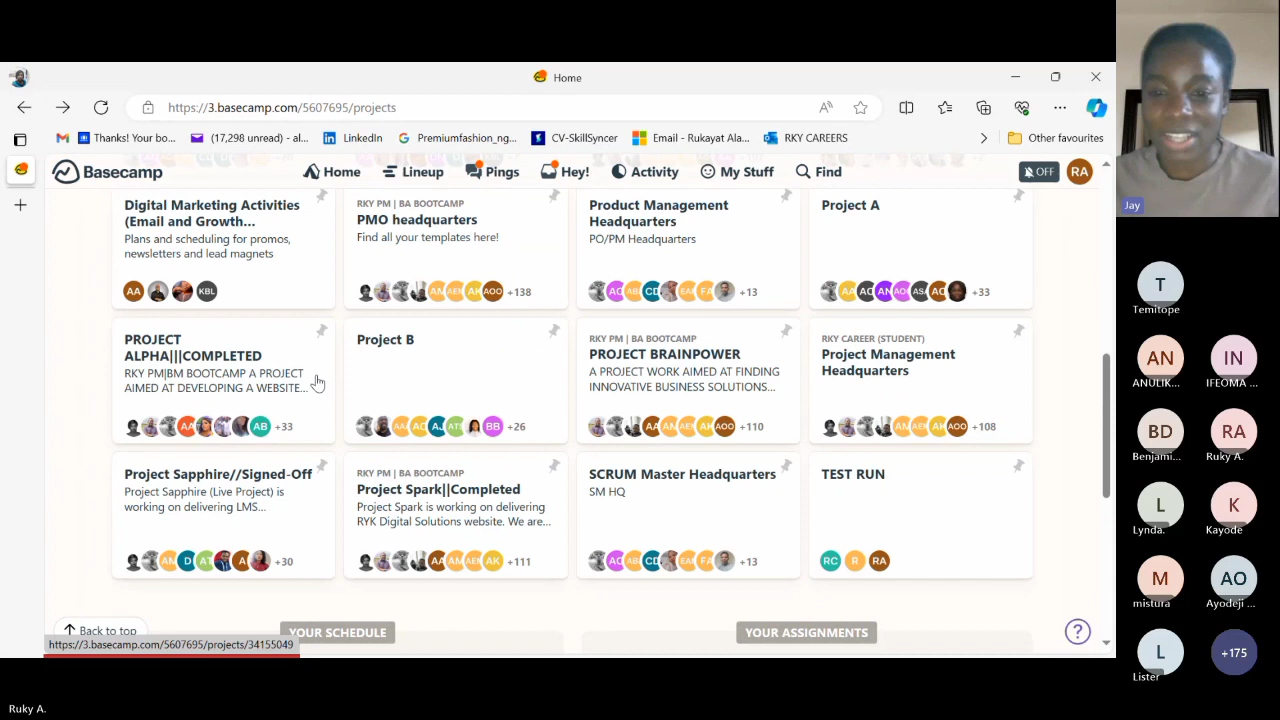 Home
https://3.basecamp.com/5607695/projects
Thanks! Your bo...
(17,298 unread) - al...
LinkedIn
Premiumfashion_ng...
CV-SkillSyncer
Email - Rukayat Ala...
RKY CAREERS
Other favourites
Basecamp
Home
Lineup
Pings
Hey!
Activity
My Stuff
Find
OFF
RA
Digital Marketing Activities
(Email and Growth...
Plans and scheduling for promos,
newsletters and lead magnets
AA
KBL
RKY PM | BA BOOTCAMP
PMO headquarters
Find all your templates here!
AOO
+138
Product Management
Headquarters
PO/PM Headquarters
+13
Project A
+33
PROJECT
ALPHA|||COMPLETED
RKY PM|BM BOOTCAMP A PROJECT
AIMED AT DEVELOPING A WEBSITE...
AB
+33
Project B
BB
+26
RKY PM | BA BOOTCAMP
PROJECT BRAINPOWER
A PROJECT WORK AIMED AT FINDING
INNOVATIVE BUSINESS SOLUTIONS...
AOO
+110
RKY CAREER (STUDENT)
Project Management
Headquarters
AOO
+108
Project Sapphire//Signed-Off
Project Sapphire (Live Project) is
working on delivering LMS...
+30
RKY PM | BA BOOTCAMP
Project Spark||Completed
Project Spark is working on delivering
RYK Digital Solutions website. We are...
AK
+111
SCRUM Master Headquarters
SM HQ
+13
TEST RUN
RC
R
RA
Back to top
YOUR SCHEDULE
YOUR ASSIGNMENTS
?
https://3.basecamp.com/5607695/projects/34155049
Ruky A.
Jay
T
Temitope
AN
ANULIK...
IN
IFEOMA ...
BD
Benjami...
RA
Ruky A.
L
Lynda.
K
Kayode
M
mistura
AO
Ayodeji ...
L
Lister
+175